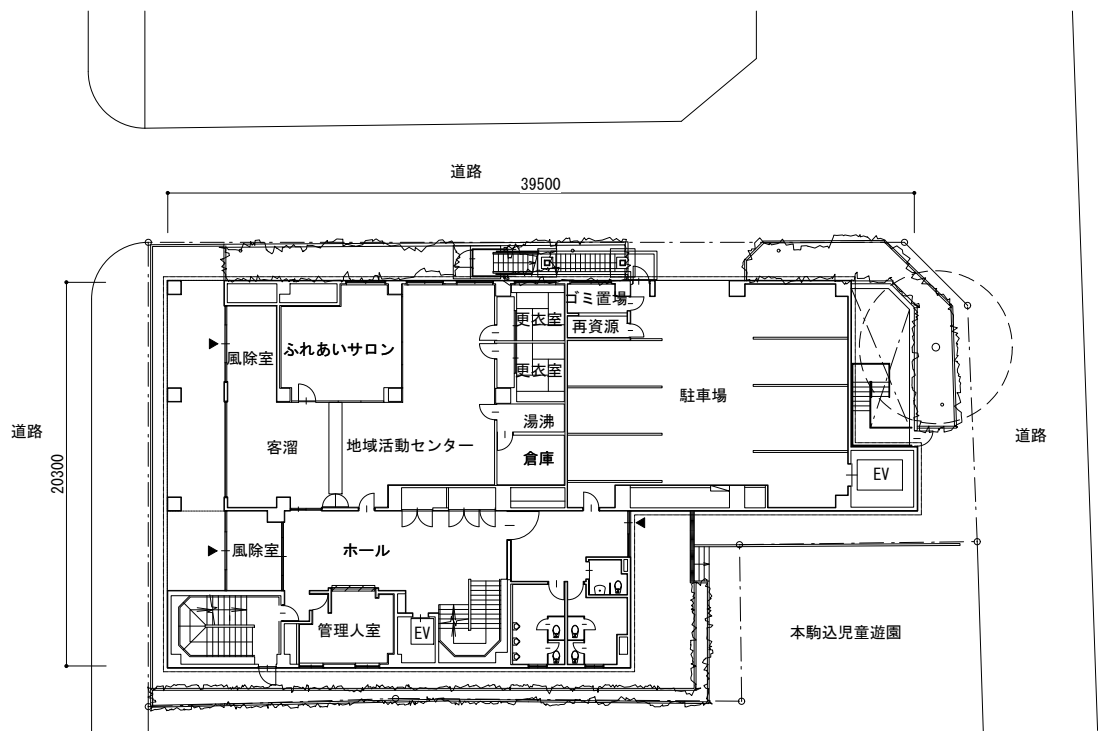 道路
39500
ゴミ置場
更衣室
再資源
ふれあいサロン
風除室
更衣室
駐車場
道路
湯沸
地域活動センター
客溜
道路
倉庫
20300
EV
風除室
ホール
管理人室
EV
本駒込児童遊園